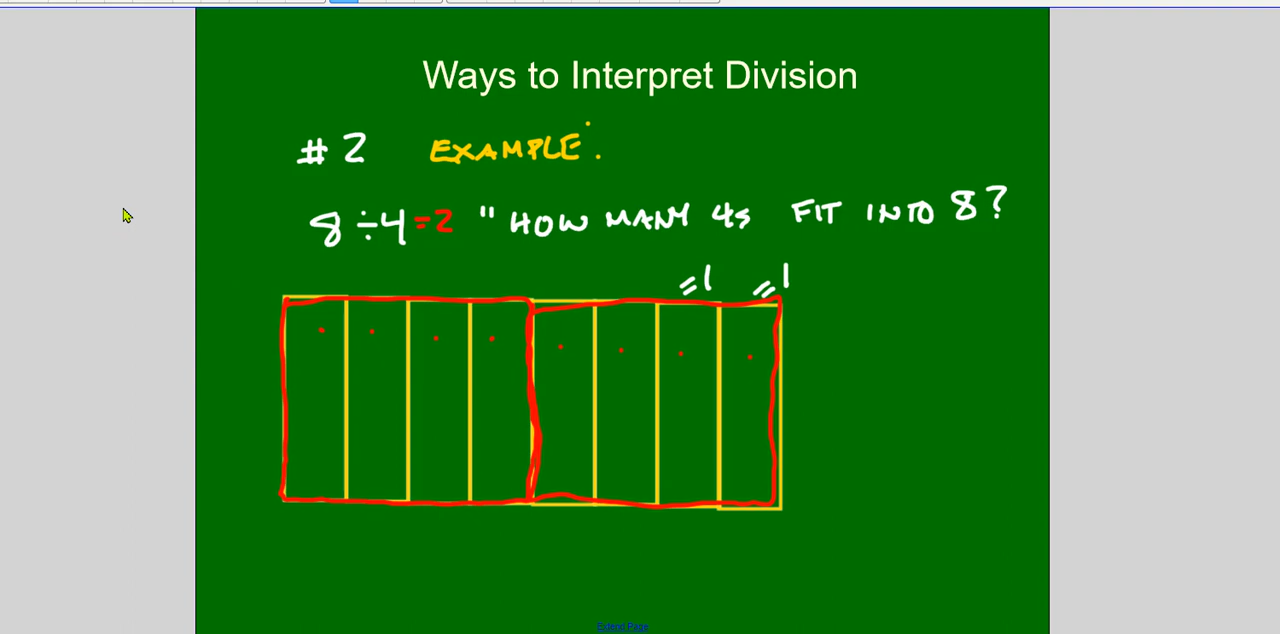 Ways to Interpret Division
# 2 EXAMPLE:
8 ÷ 4 = 2 "HOW MANY 4s FIT INTO 8?
=1 =1
Extend Page